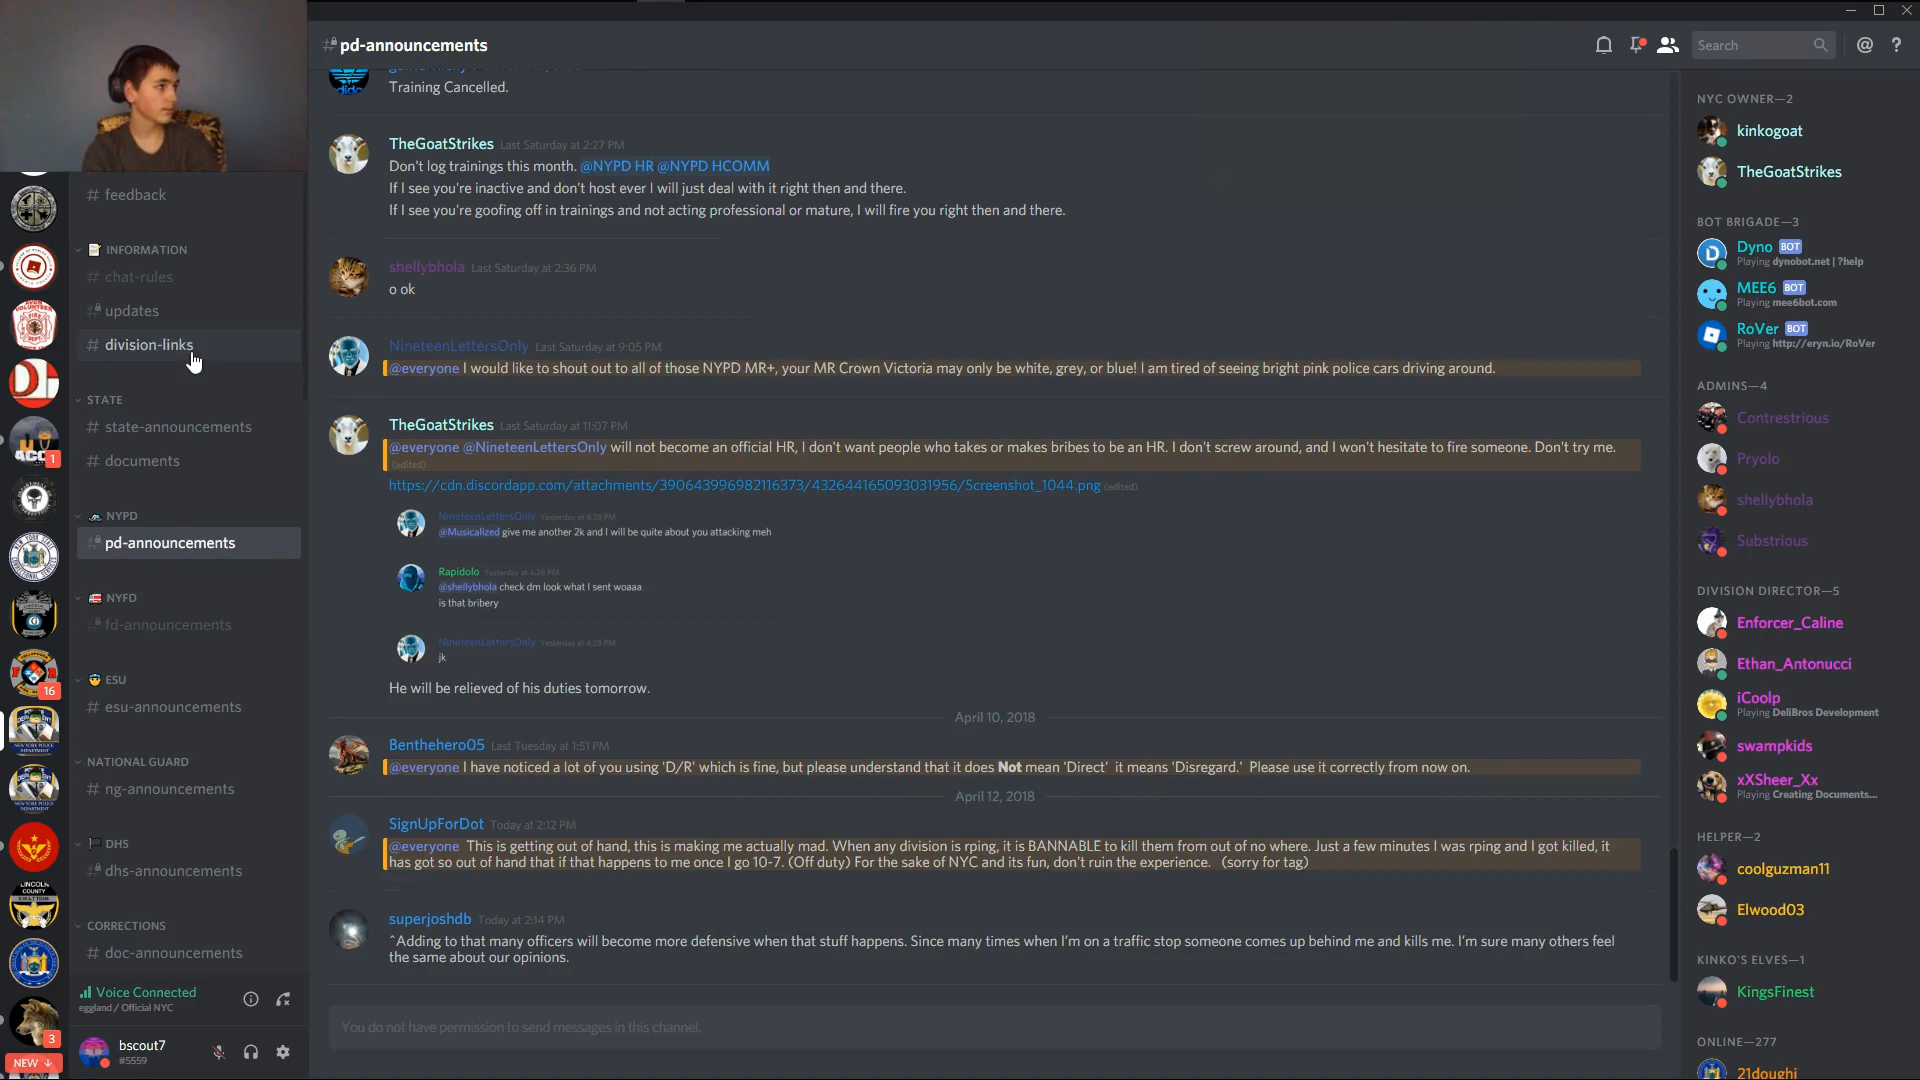 pd-announcements
Search
Training Cancelled.
TheGoatStrikes Last Saturday at 2:27 PM
Don't log trainings this month. @NYPD HR @NYPD HCOMM
If I see you're inactive and don't host ever I will just deal with it right then and there.
If I see you're goofing off in trainings and not acting professional or mature, I will fire you right then and there.
shellybhola Last Saturday at 2:36 PM
o ok
NineteenLettersOnly Last Saturday at 9:05 PM
@everyone I would like to shout out to all of those NYPD MR+, your MR Crown Victoria may only be white, grey, or blue! I am tired of seeing bright pink police cars driving around.
TheGoatStrikes Last Saturday at 11:07 PM
@everyone @NineteenLettersOnly will not become an official HR, I don't want people who takes or makes bribes to be an HR. I don't screw around, and I won't hesitate to fire someone. Don't try me.
(edited)
https://cdn.discordapp.com/attachments/390643996982116373/432644165093031956/Screenshot_1044.png (edited)
NineteenLettersOnly Yesterday at 4:28 PM
@Musicalized give me another 2k and I will be quite about you attacking meh
Rapidolo Yesterday at 4:28 PM
@shellybhola check dm look what I sent woaaa
is that bribery
NineteenLettersOnly Yesterday at 4:28 PM
jk
He will be relieved of his duties tomorrow.
April 10, 2018
Benthehero05 Last Tuesday at 1:51 PM
@everyone I have noticed a lot of you using 'D/R' which is fine, but please understand that it does Not mean 'Direct' it means 'Disregard.' Please use it correctly from now on.
April 12, 2018
SignUpForDot Today at 2:12 PM
@everyone This is getting out of hand, this is making me actually mad. When any division is rping, it is BANNABLE to kill them from out of no where. Just a few minutes I was rping and I got killed, it
has got so out of hand that if that happens to me once I go 10-7. (Off duty) For the sake of NYC and its fun, don't ruin the experience. (sorry for tag)
superjoshdb Today at 2:14 PM
^Adding to that many officers will become more defensive when that stuff happens. Since many times when I'm on a traffic stop someone comes up behind me and kills me. I'm sure many others feel
the same about our opinions.
You do not have permission to send messages in this channel.
# feedback
INFORMATION
# chat-rules
updates
# division-links
STATE
# state-announcements
# documents
NYPD
pd-announcements
NYFD
fd-announcements
ESU
# esu-announcements
NATIONAL GUARD
# ng-announcements
DHS
dhs-announcements
CORRECTIONS
# doc-announcements
Voice Connected
eggland / Official NYC
bscout7
#5559
1
16
3
NEW ↓
NYC OWNER—2
kinkogoat
TheGoatStrikes
BOT BRIGADE—3
Dyno BOT
Playing dynobot.net | ?help
MEE6 BOT
Playing mee6bot.com
RoVer BOT
Playing http://eryn.io/RoVer
ADMINS—4
Contrestrious
Pryolo
shellybhola
Substrious
DIVISION DIRECTOR—5
Enforcer_Caline
Ethan_Antonucci
iCoolp
Playing DeliBros Development
swampkids
xXSheer_Xx
Playing Creating Documents...
HELPER—2
coolguzman11
Elwood03
KINKO'S ELVES—1
KingsFinest
ONLINE—277
21doughi